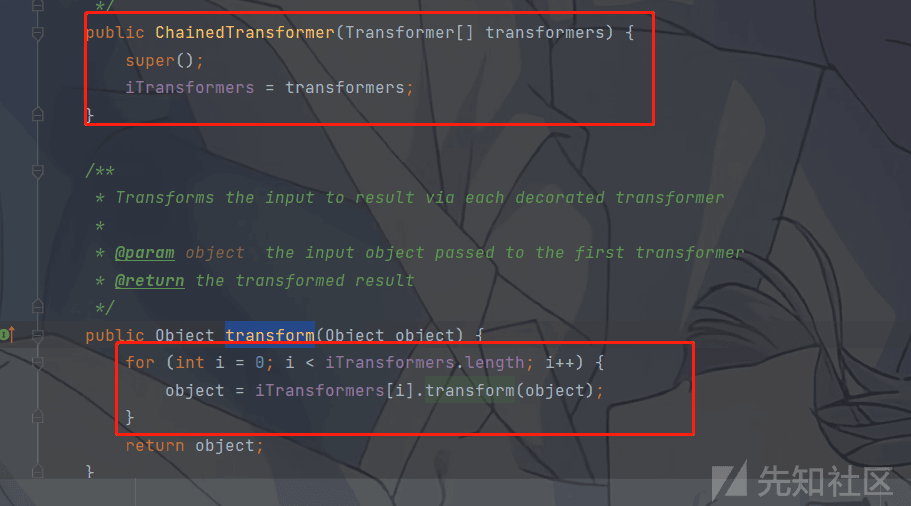 */
public ChainedTransformer(Transformer[] transformers) {
super();
iTransformers = transformers;
}
/**
* Transforms the input to result via each decorated transformer
*
* @param object  the input object passed to the first transformer
* @return the transformed result
*/
public Object transform(Object object) {
for (int i = 0; i < iTransformers.length; i++) {
object = iTransformers[i].transform(object);
}
return object;
}
先知社区